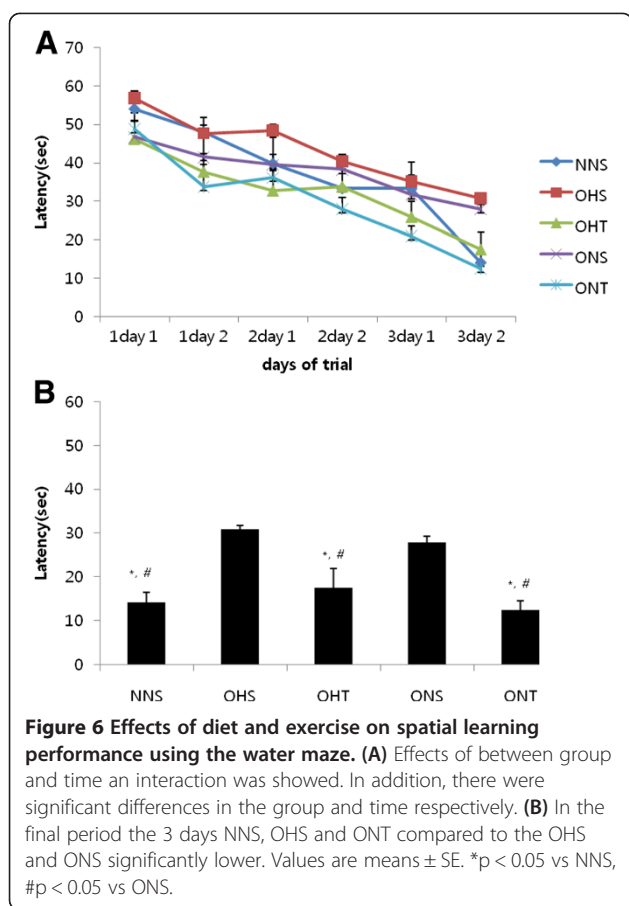 A
70
60
50
40
30
20
10
0
Latency(sec)
1day 1 1day 2 2day 1 2day 2 3day 1 3day 2
days of trial
NNS
OHS
OHT
ONS
ONT
B
60
50
40
30
20
10
0
Latency(sec)
*, #
*, #
*, #
NNS OHS OHT ONS ONT
Figure 6 Effects of diet and exercise on spatial learning
performance using the water maze. (A) Effects of between group
and time an interaction was showed. In addition, there were
significant differences in the group and time respectively. (B) In the
final period the 3 days NNS, OHS and ONT compared to the OHS
and ONS significantly lower. Values are means ± SE. *p < 0.05 vs NNS,
#p < 0.05 vs ONS.